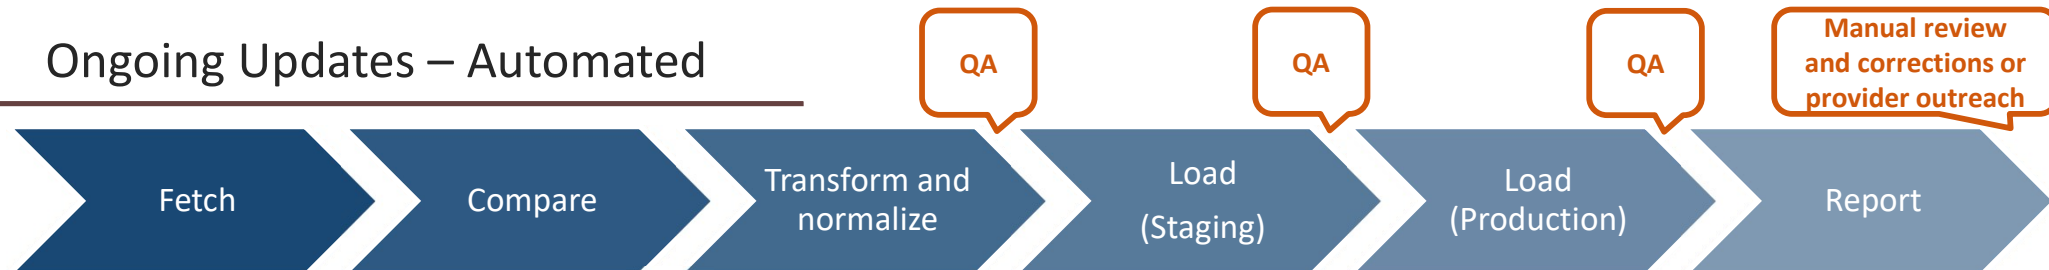 Ongoing Updates – Automated
QA
QA
QA
Manual review
and corrections or
provider outreach
Fetch
Compare
Transform and
normalize
Load
(Staging)
Load
(Production)
Report